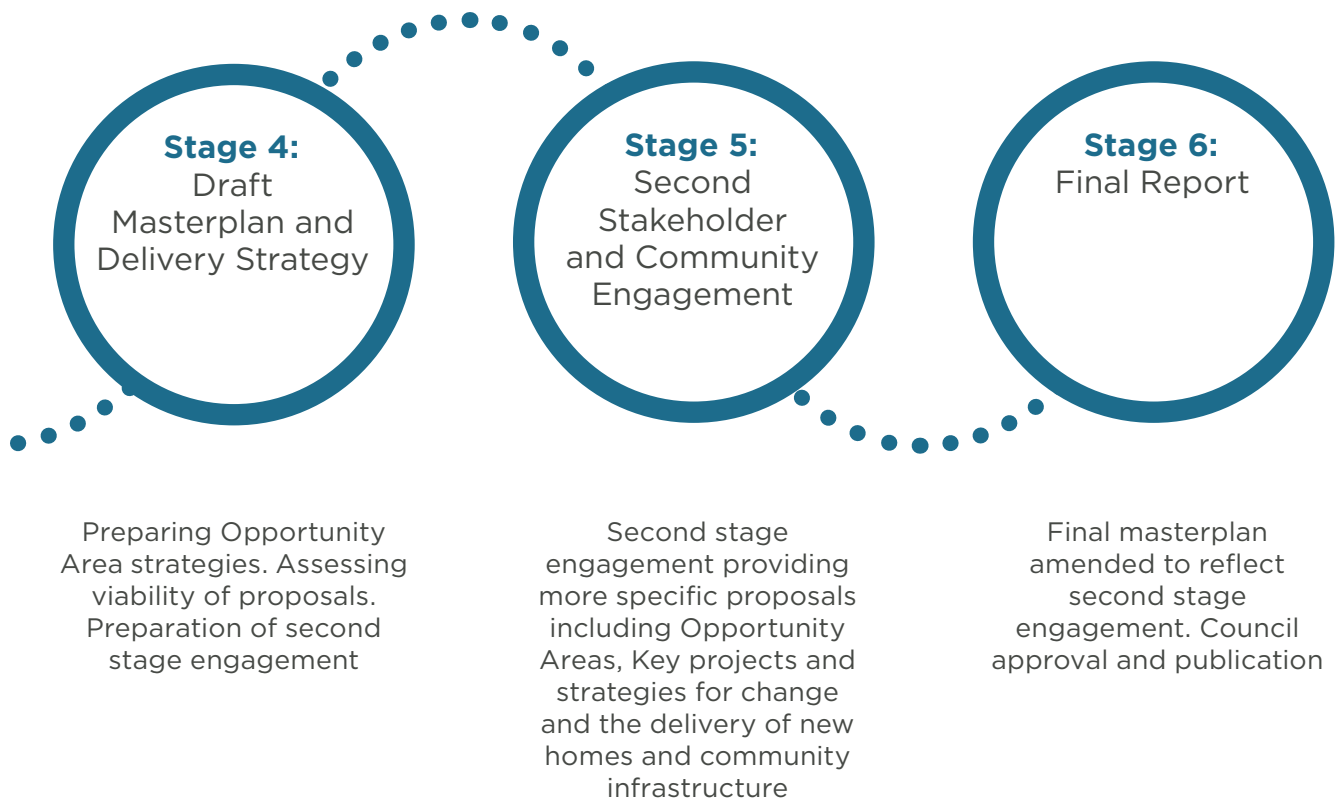 Stage 4:
Draft
Masterplan and
Delivery Strategy
Stage 5:
Second
Stakeholder
and Community
Engagement
Stage 6:
Final Report
Preparing Opportunity
Area strategies. Assessing
viability of proposals.
Preparation of second
stage engagement
Second stage
engagement providing
more specific proposals
including Opportunity
Areas, Key projects and
strategies for change
and the delivery of new
homes and community
infrastructure
Final masterplan
amended to reflect
second stage
engagement. Council
approval and publication